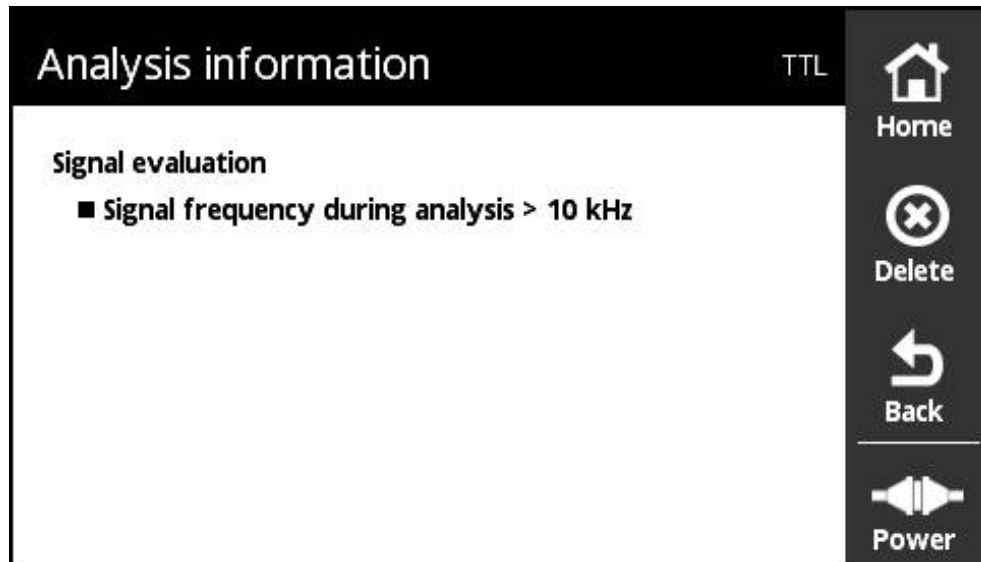 Analysis information
TTL
Home
Signal evaluation
■ Signal frequency during analysis > 10 kHz
Delete
Back
Power